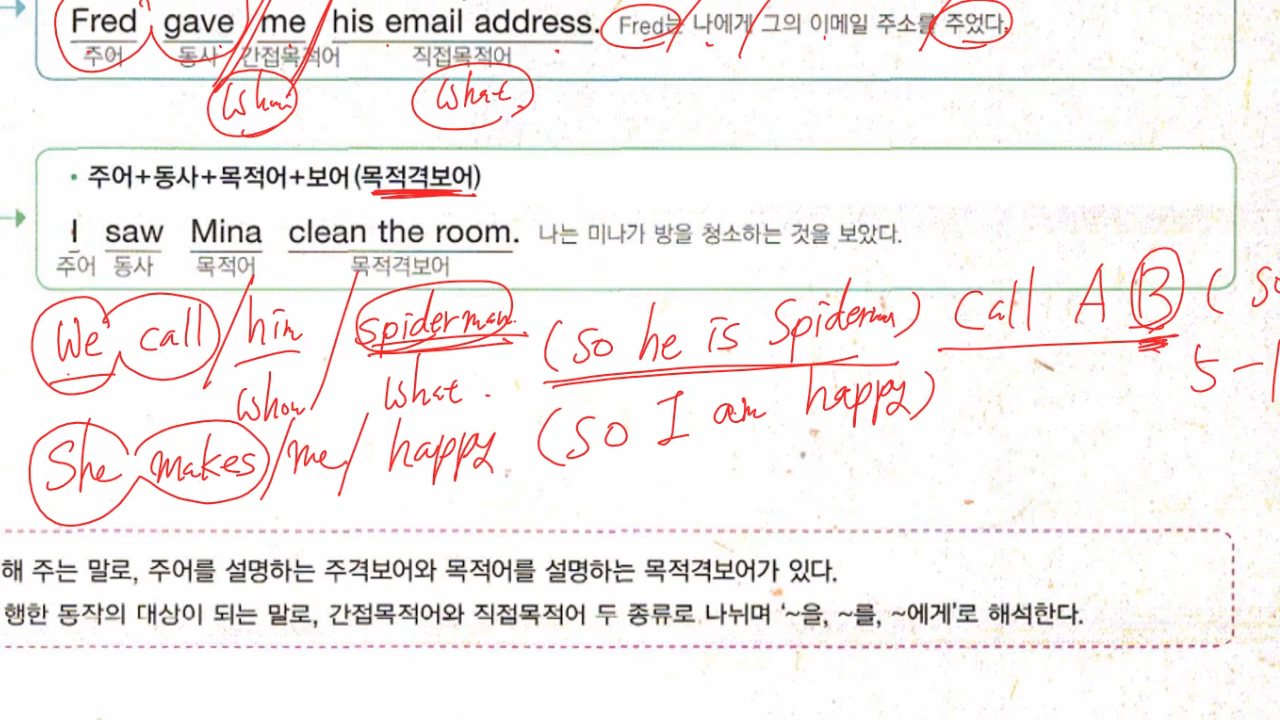 Fred gave me his email address. Fred는 나에게 그의 이메일 주소를 주었다.
주어 동사 간접목적어 직접목적어
whom what
• 주어+동사+목적어+보어(목적격보어)
I saw Mina clean the room. 나는 미나가 방을 청소하는 것을 보았다.
주어 동사 목적어 목적격보어
We call / him / spiderman (so he is spiderman) call A B (
whom what. 5-
She makes / me / happy (so I am happy)
해 주는 말로, 주어를 설명하는 주격보어와 목적어를 설명하는 목적격보어가 있다.
행한 동작의 대상이 되는 말로, 간접목적어와 직접목적어 두 종류로 나뉘며 '~을, ~를, ~에게'로 해석한다.